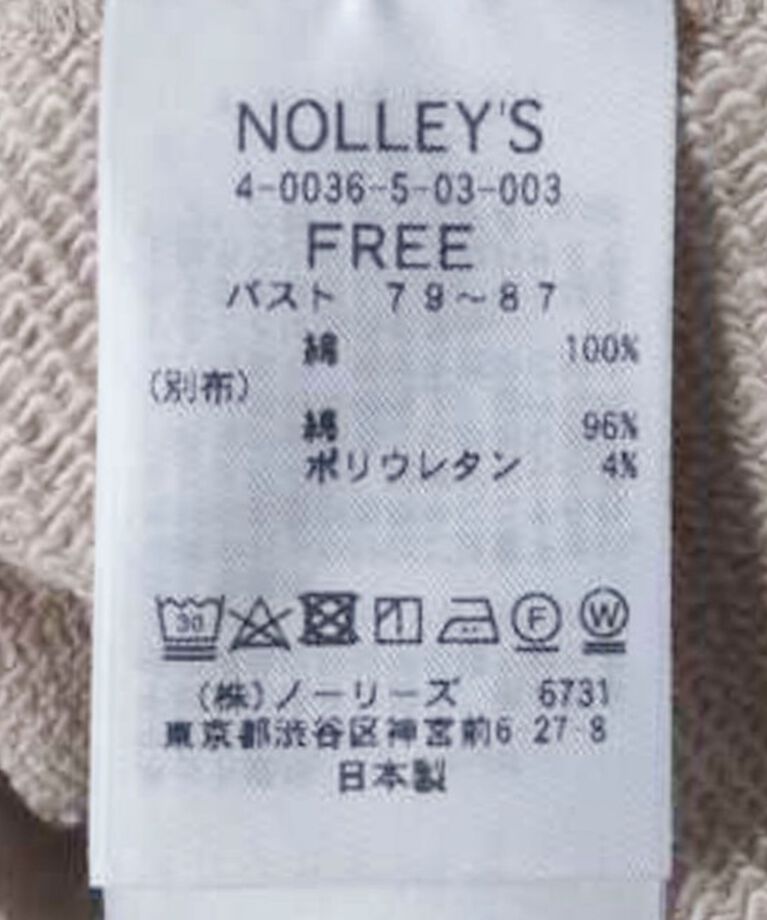 NOLLEY'S
4-0036-5-03-003
FREE
バスト 79～87
綿 100%
(別布)
綿 96%
ポリウレタン 4%
30 F W
(株)ノーリーズ 6731
東京都渋谷区神宮前6-27-8
日本製